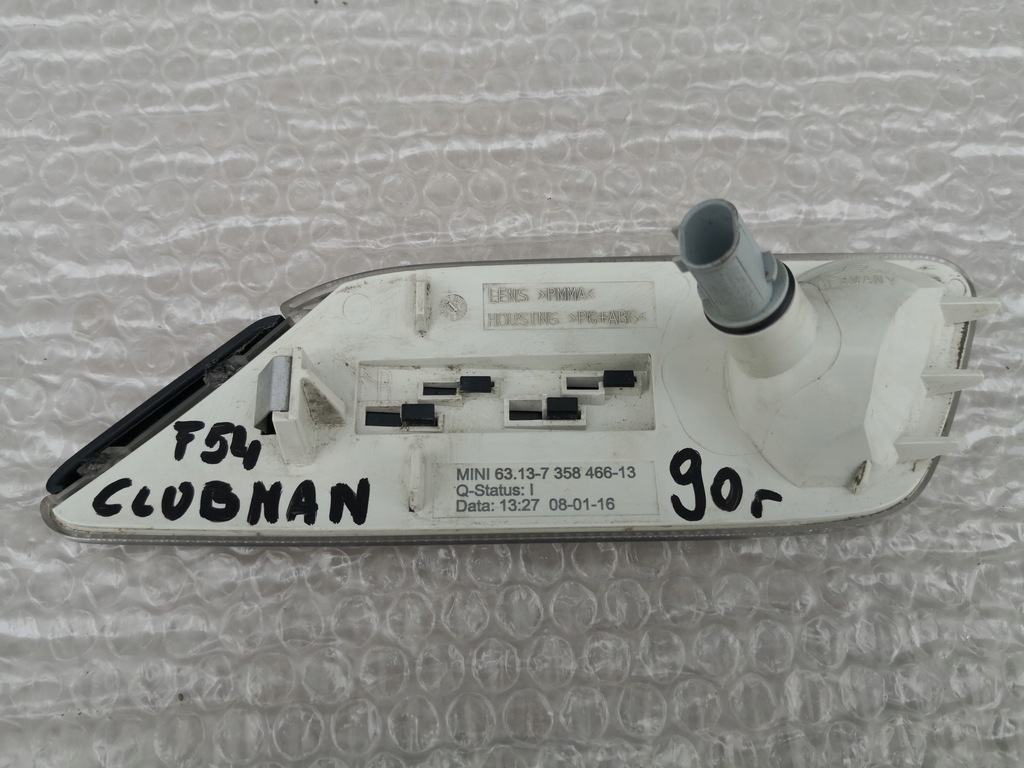 LENS >PMMA<
HOUSING >PC+ABS<
GERMANY
F54
CLUBMAN
MINI 63.13-7 358 466-13
Q-Status: I
Data: 13:27 08-01-16
90г